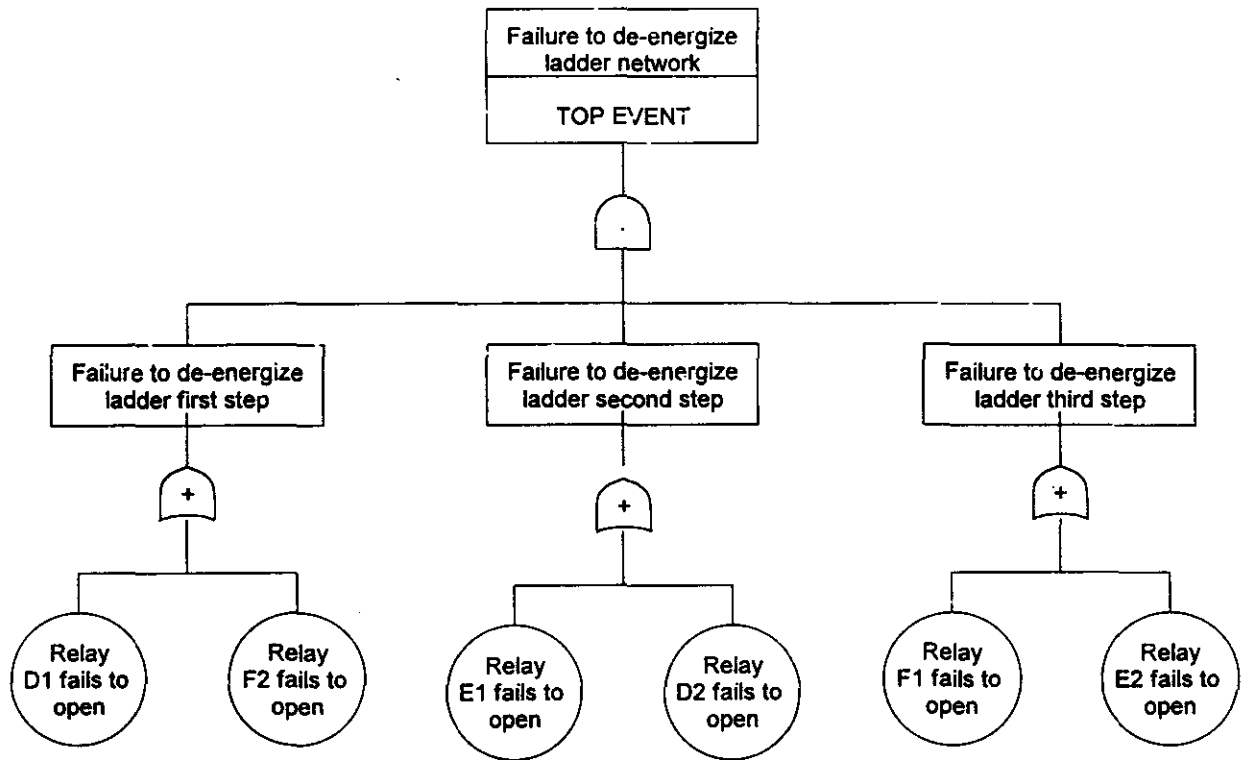 Failure to de-energize
ladder network
TOP EVENT
.
Failure to de-energize
ladder first step
Failure to de-energize
ladder second step
Failure to de-energize
ladder third step
+
+
+
Relay
D1 fails to
open
Relay
F2 fails to
open
Relay
E1 fails to
open
Relay
D2 fails to
open
Relay
F1 fails to
open
Relay
E2 fails to
open